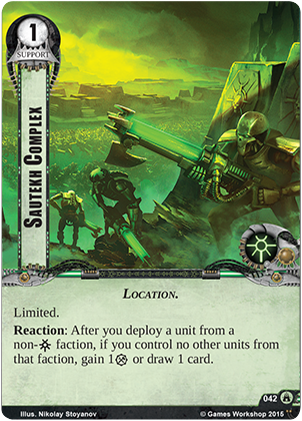 1
SUPPORT
SAUTEKH COMPLEX
LOCATION.
Limited.
Reaction: After you deploy a unit from a
non- faction, if you control no other units from
that faction, gain 1 or draw 1 card.
042
Illus. Nikolay Stoyanov
© Games Workshop 2015